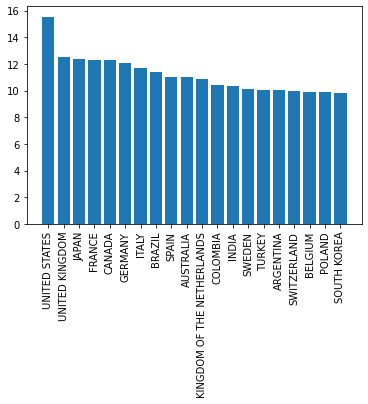 16
14
12
10
8
6
4
2
0
UNITED STATES
UNITED KINGDOM
JAPAN
FRANCE
CANADA
GERMANY
ITALY
BRAZIL
SPAIN
AUSTRALIA
KINGDOM OF THE NETHERLANDS
COLOMBIA
INDIA
SWEDEN
TURKEY
ARGENTINA
SWITZERLAND
BELGIUM
POLAND
SOUTH KOREA